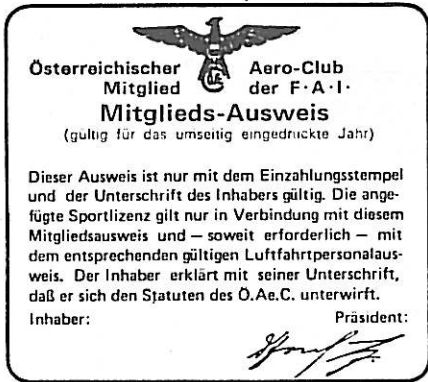 Österreichischer Aero-Club
Mitglied der F·A·I·
Mitglieds-Ausweis
(gültig für das umseitig eingedruckte Jahr)
Dieser Ausweis ist nur mit dem Einzahlungsstempel
und der Unterschrift des Inhabers gültig. Die ange-
fügte Sportlizenz gilt nur in Verbindung mit diesem
Mitgliedsausweis und — soweit erforderlich — mit
dem entsprechenden gültigen Luftfahrtpersonalaus-
weis. Der Inhaber erklärt mit seiner Unterschrift,
daß er sich den Statuten des Ö.Ae.C. unterwirft.
Inhaber: Präsident: